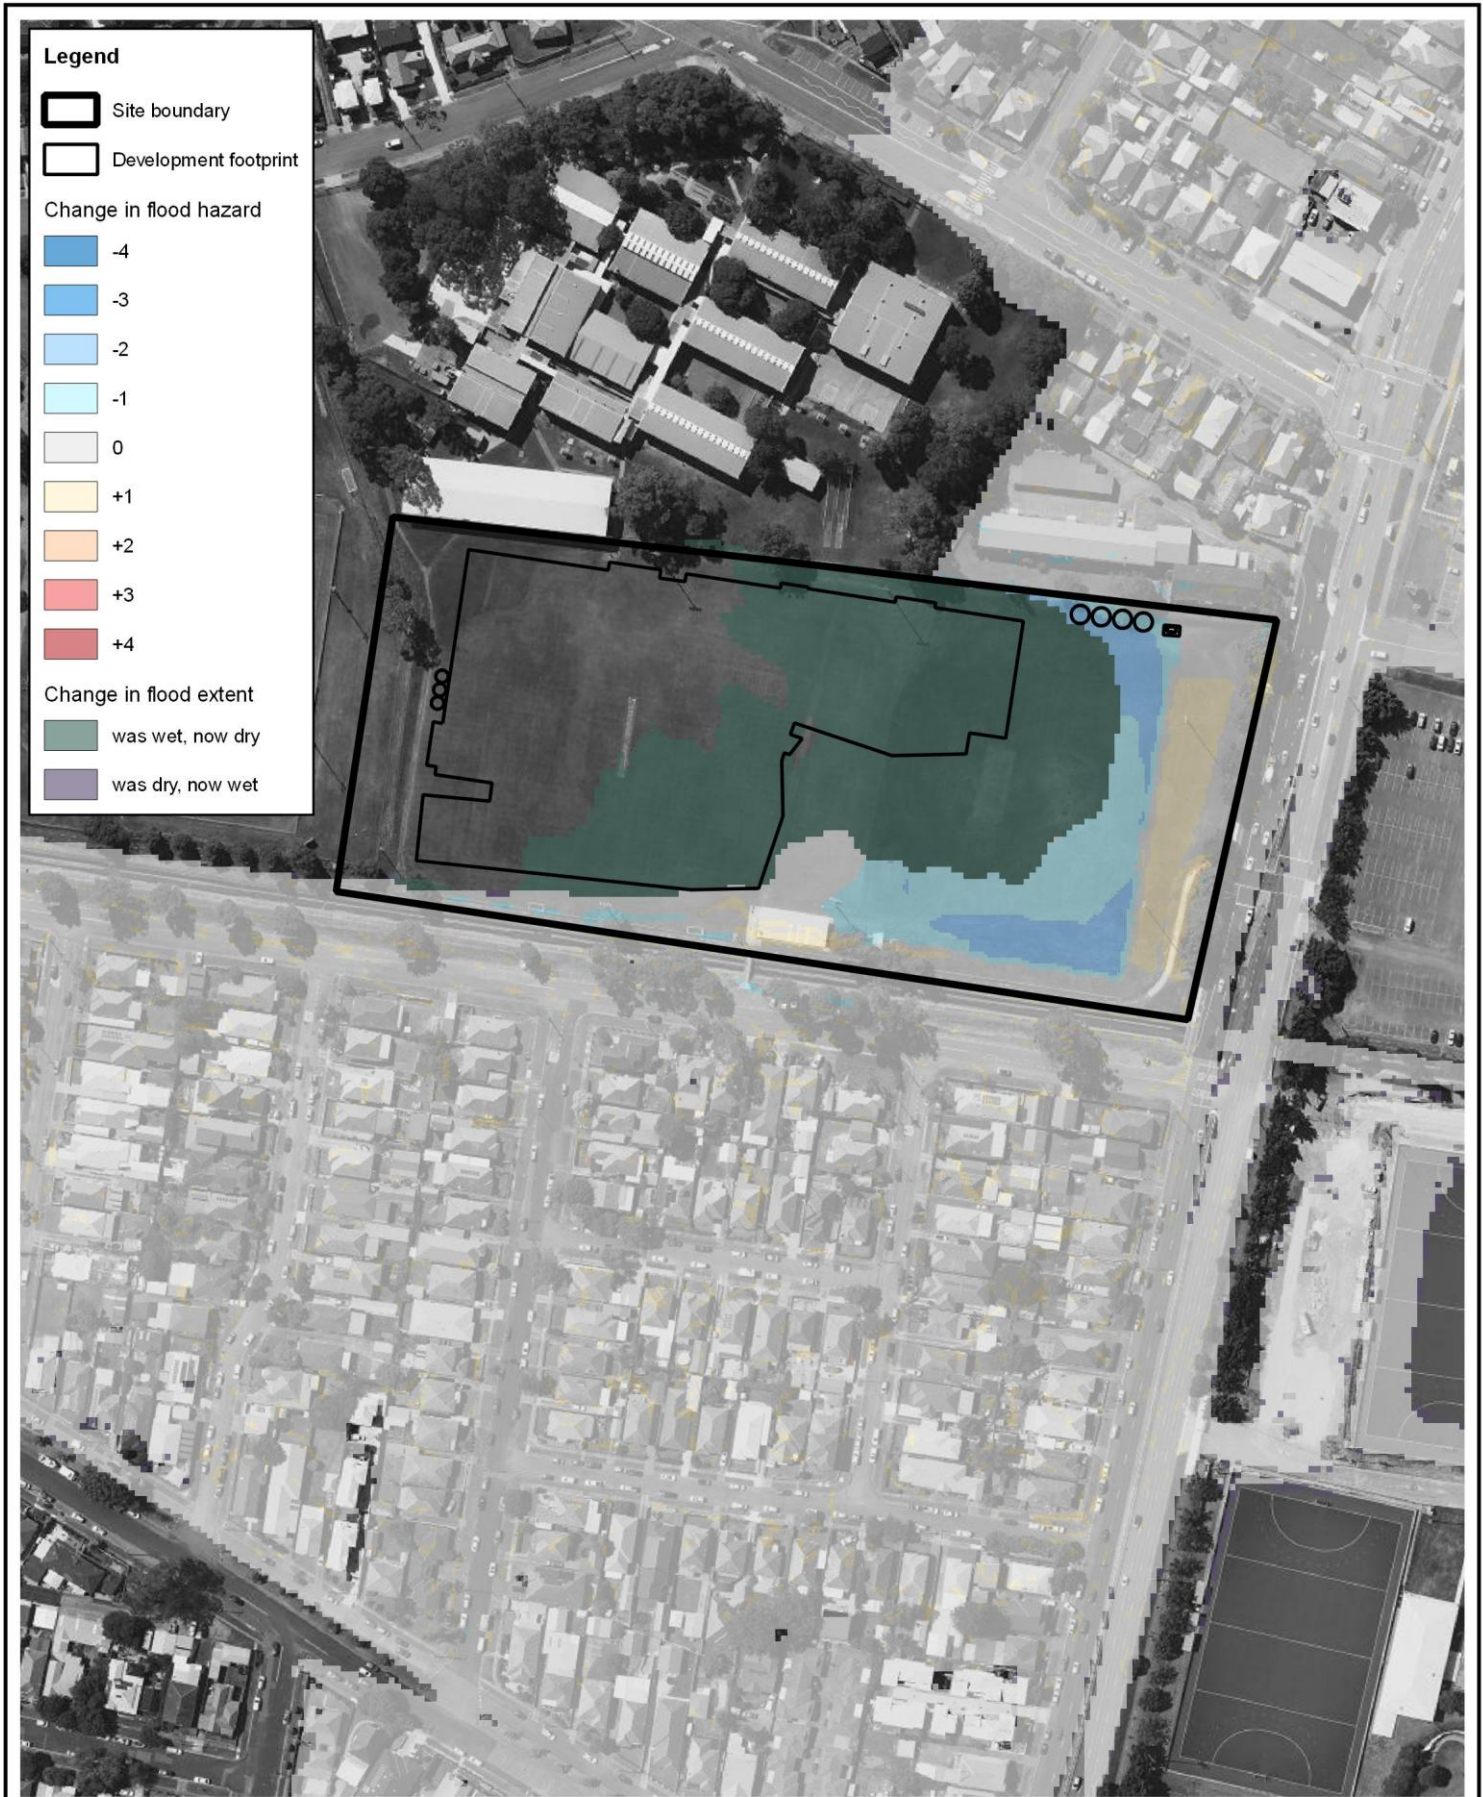 Legend
Site boundary
Development footprint
Change in flood hazard
-4
-3
-2
-1
0
+1
+2
+3
+4
Change in flood extent
was wet, now dry
was dry, now wet